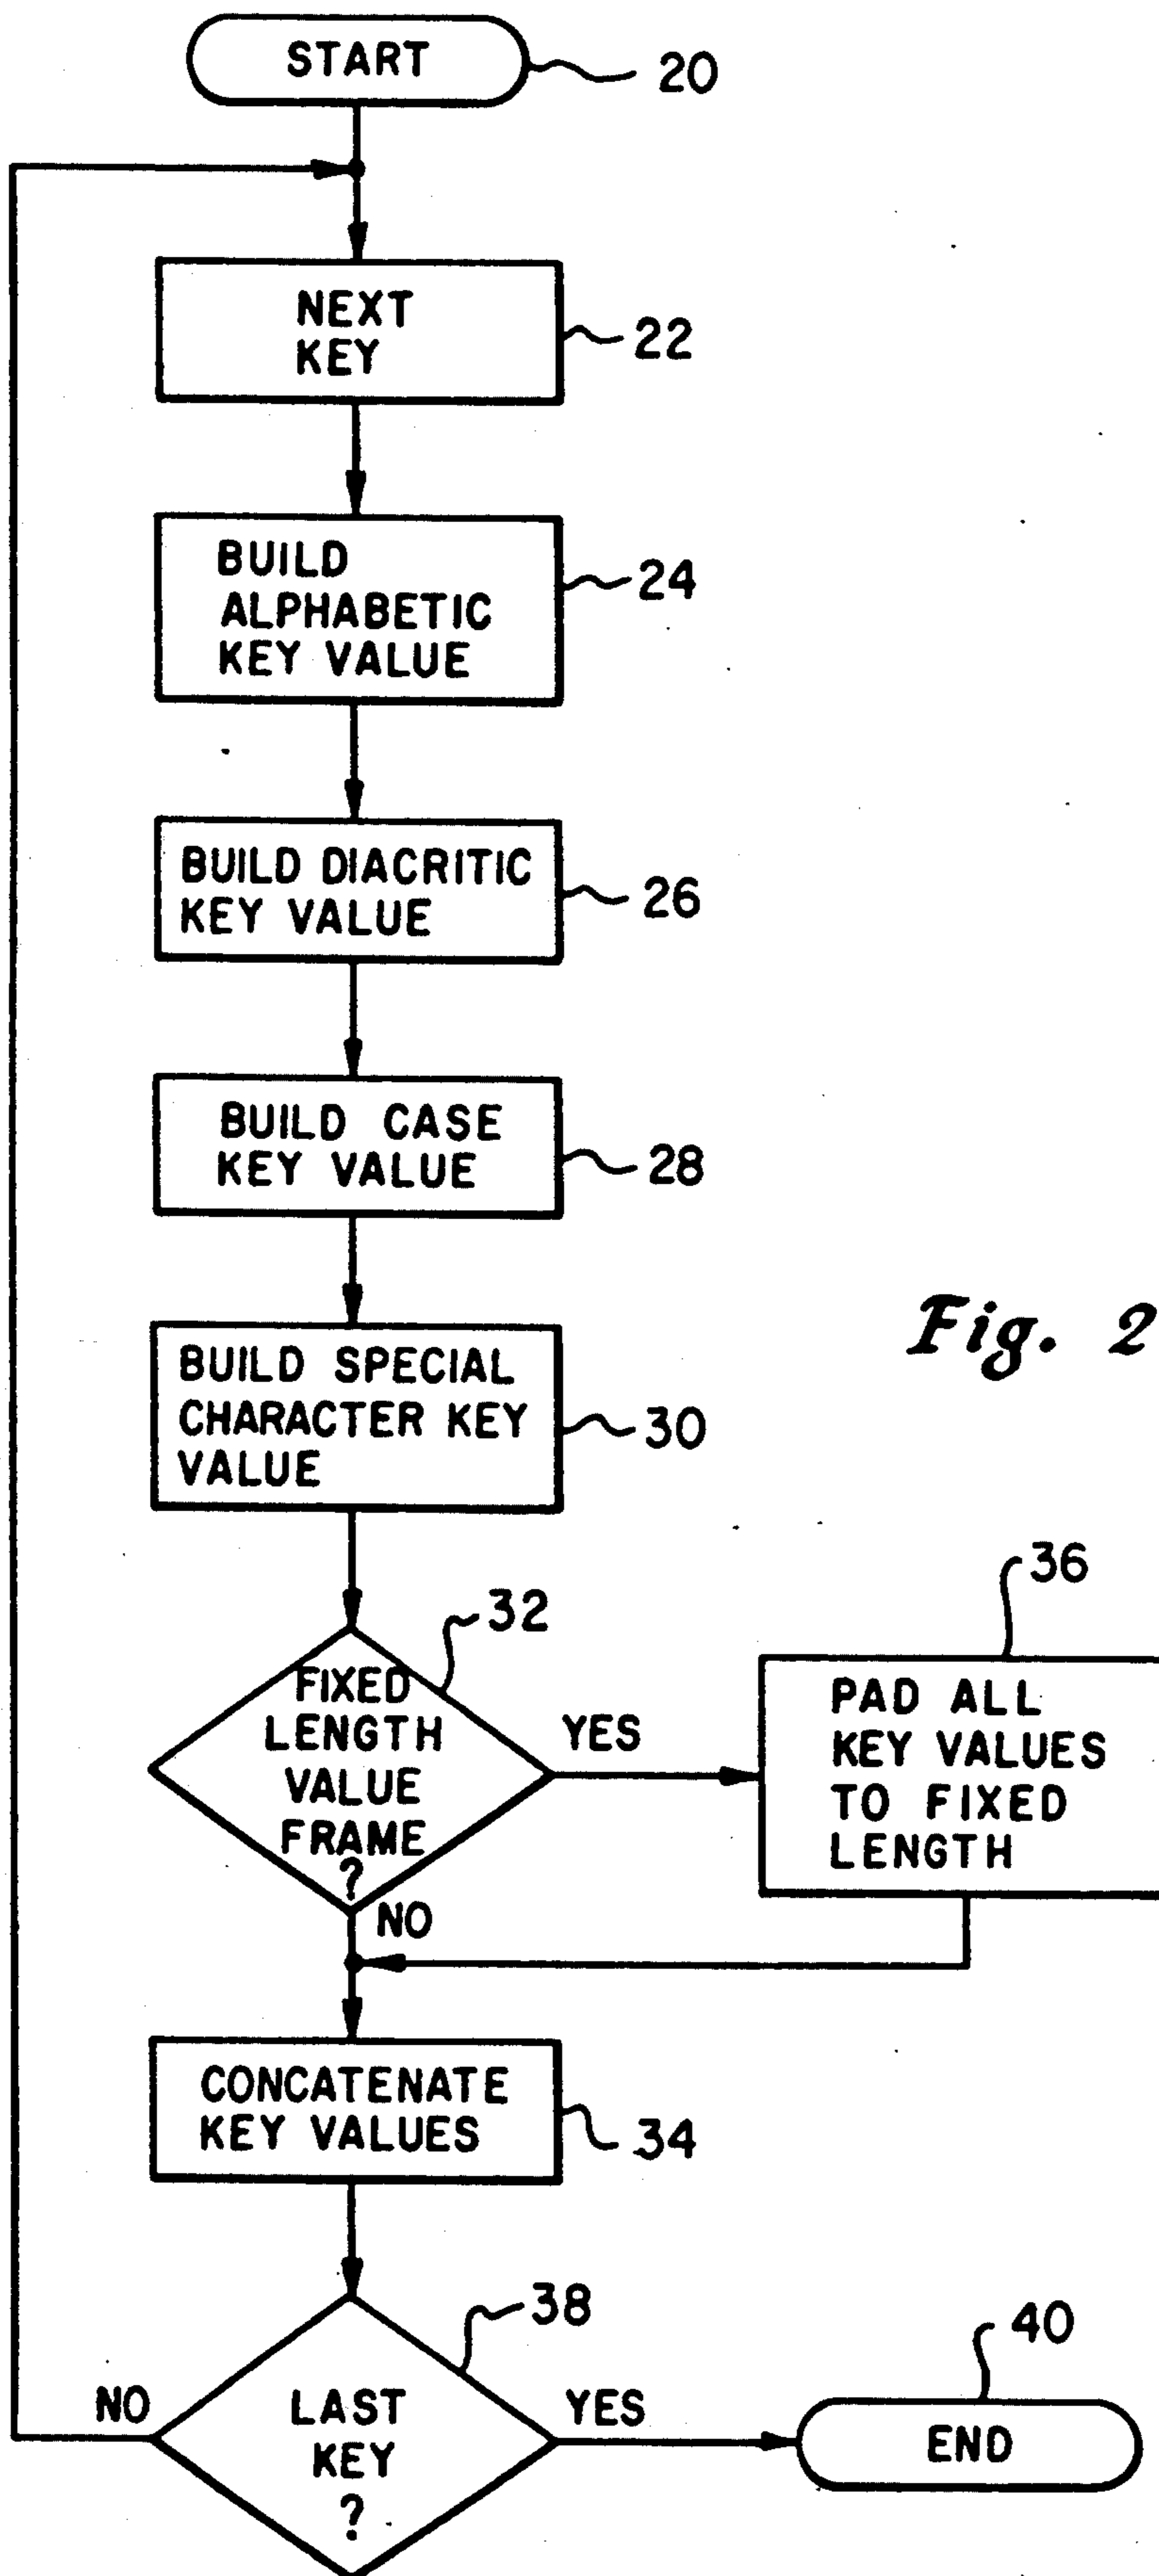 START
20
NEXT
KEY
22
BUILD
ALPHABETIC
KEY VALUE
24
BUILD DIACRITIC
KEY VALUE
26
BUILD CASE
KEY VALUE
28
Fig. 2
BUILD SPECIAL
CHARACTER KEY
VALUE
30
32
FIXED
LENGTH
VALUE
FRAME
?
YES
NO
36
PAD ALL
KEY VALUES
TO FIXED
LENGTH
CONCATENATE
KEY VALUES
34
38
LAST
KEY
?
NO
YES
40
END